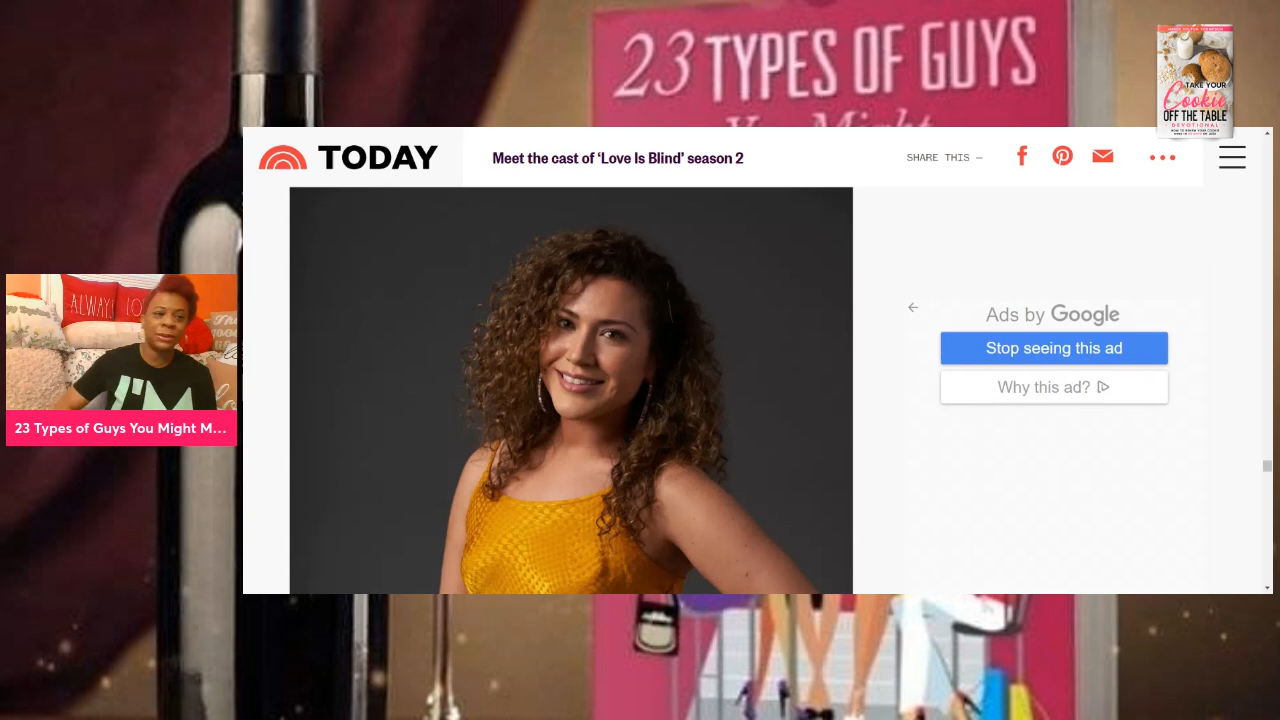 23 TYPES OF GUYS
You Might
TAKE YOUR
Cookie
OFF THE TABLE
DEVOTIONAL
TODAY
Meet the cast of ‘Love Is Blind’ season 2
SHARE THIS —
ALWAYS
Ads by Google
Stop seeing this ad
Why this ad?
I'M
23 Types of Guys You Might M...